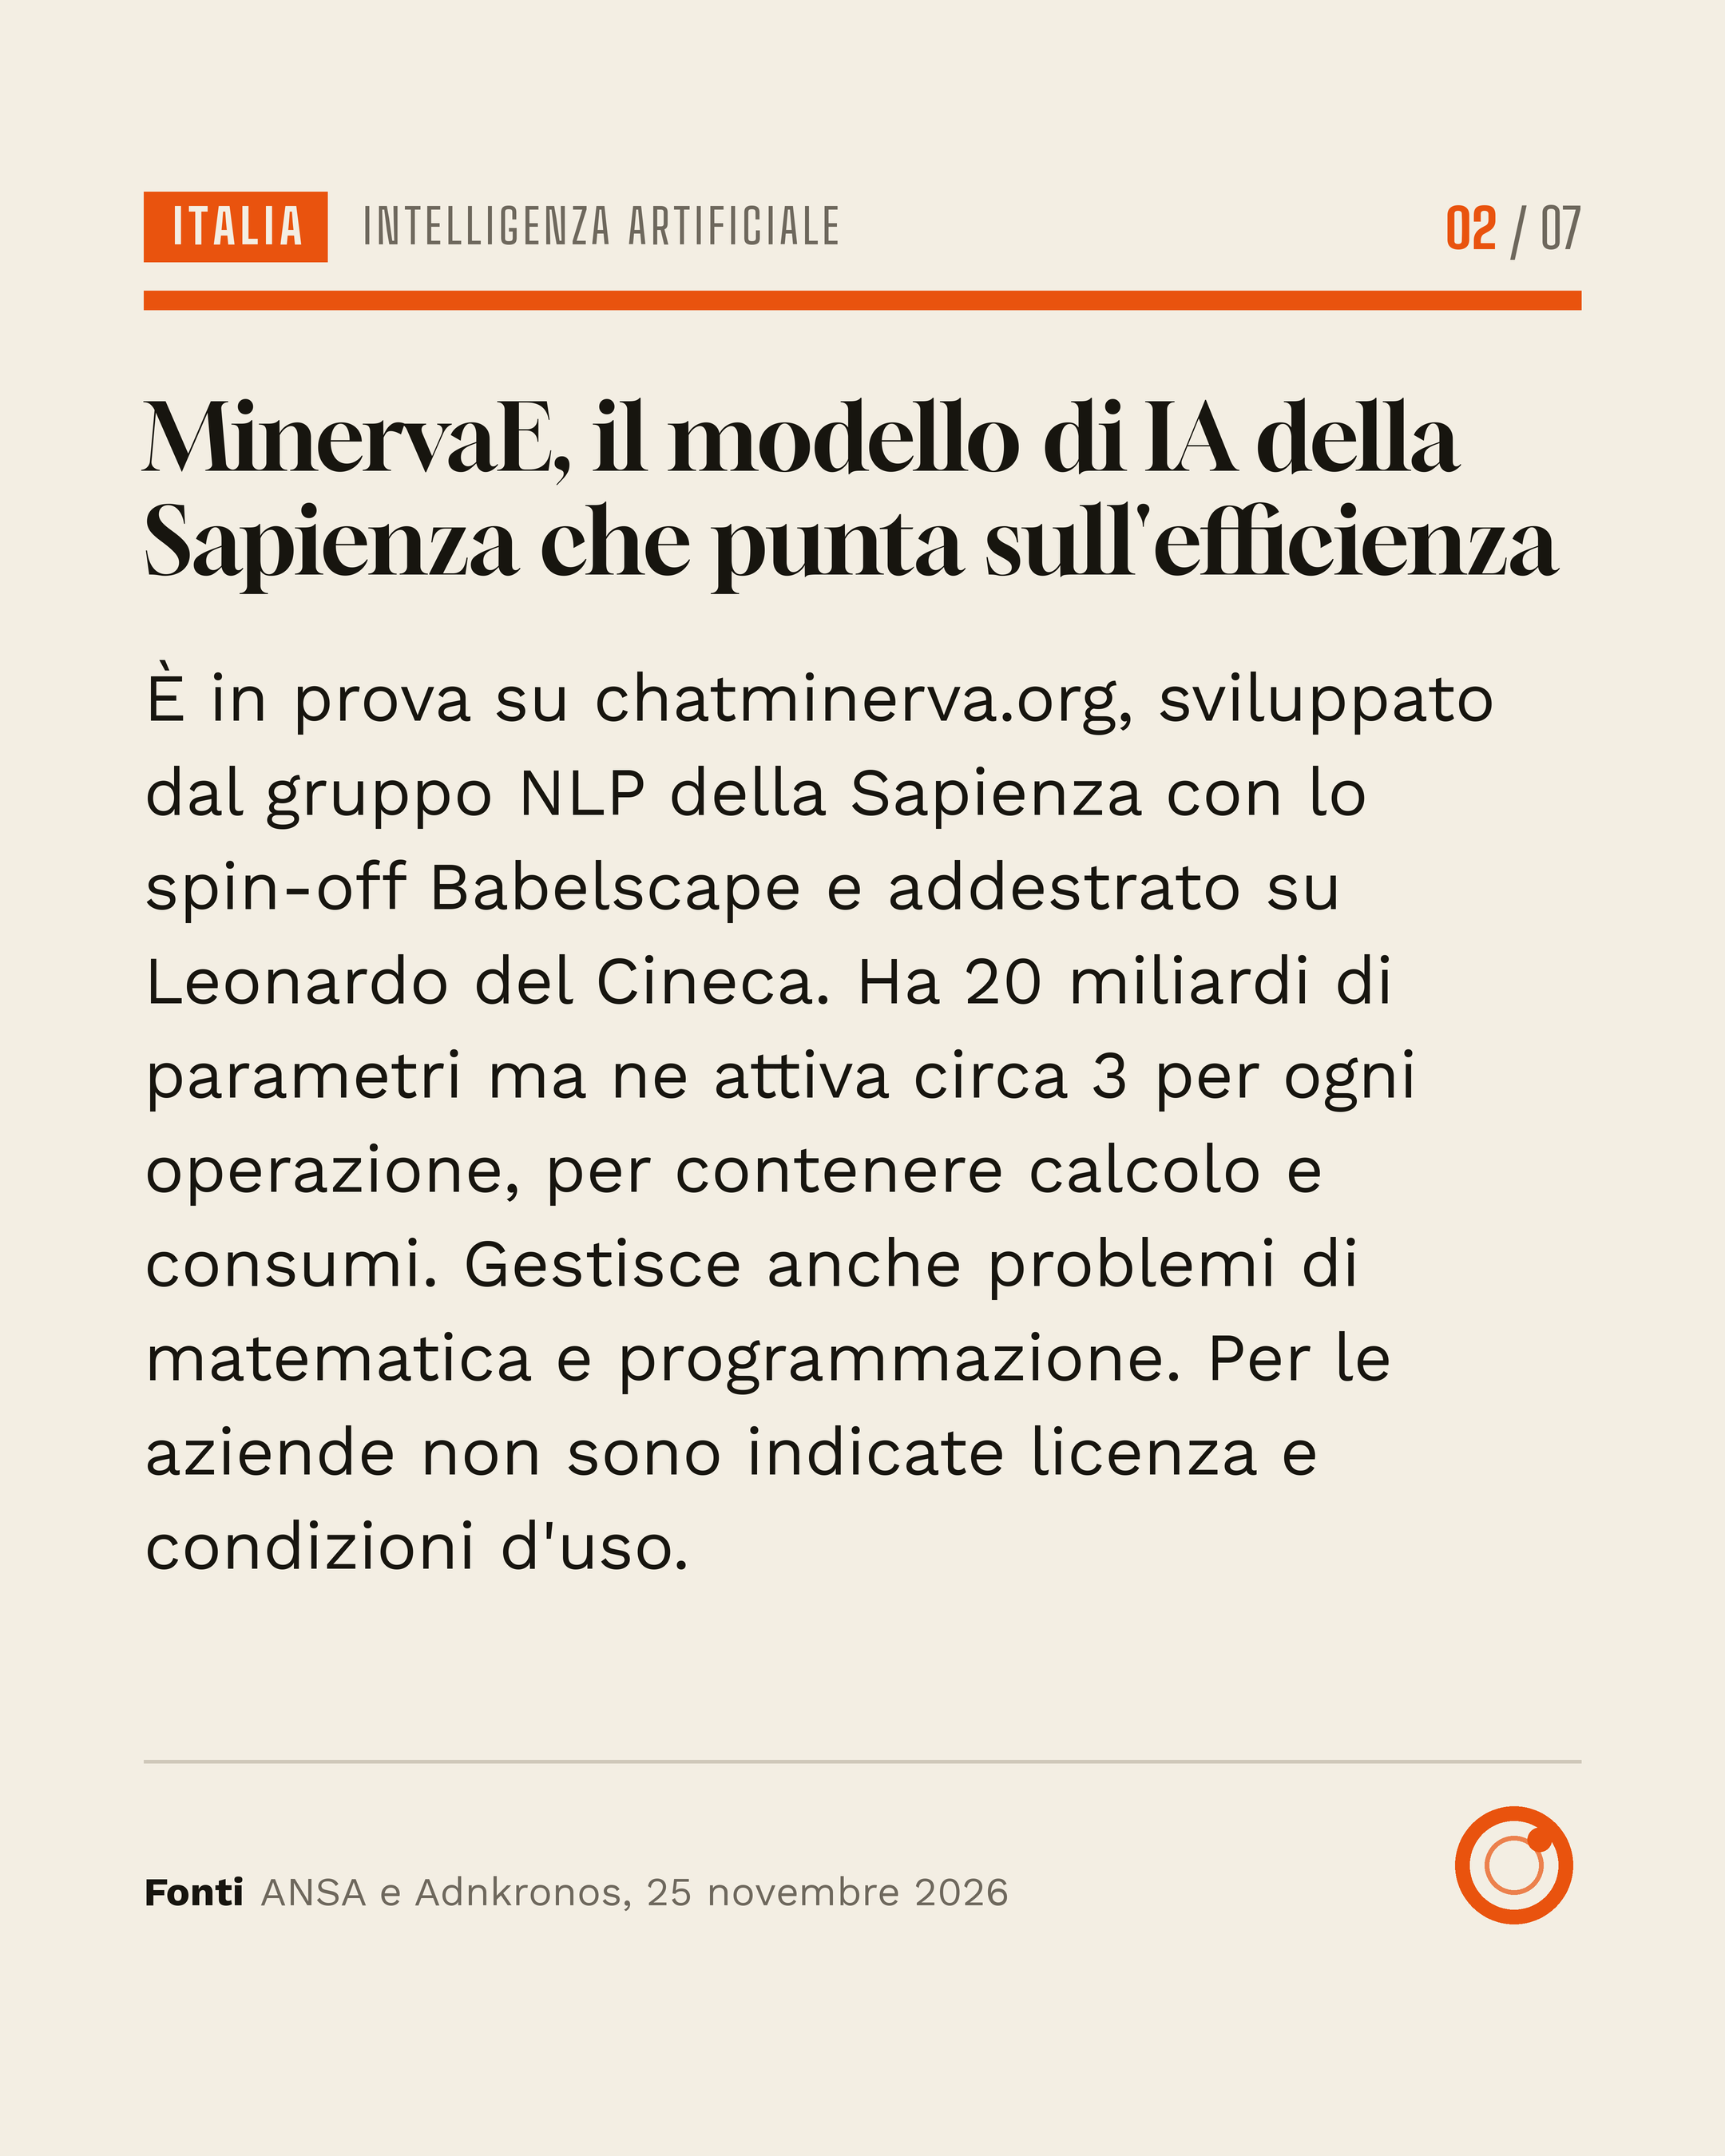 ITALIA INTELLIGENZA ARTIFICIALE 02 / 07
MinervaE, il modello di IA della
Sapienza che punta sull'efficienza
È in prova su chatminerva.org, sviluppato
dal gruppo NLP della Sapienza con lo
spin-off Babelscape e addestrato su
Leonardo del Cineca. Ha 20 miliardi di
parametri ma ne attiva circa 3 per ogni
operazione, per contenere calcolo e
consumi. Gestisce anche problemi di
matematica e programmazione. Per le
aziende non sono indicate licenza e
condizioni d'uso.
Fonti ANSA e Adnkronos, 25 novembre 2026